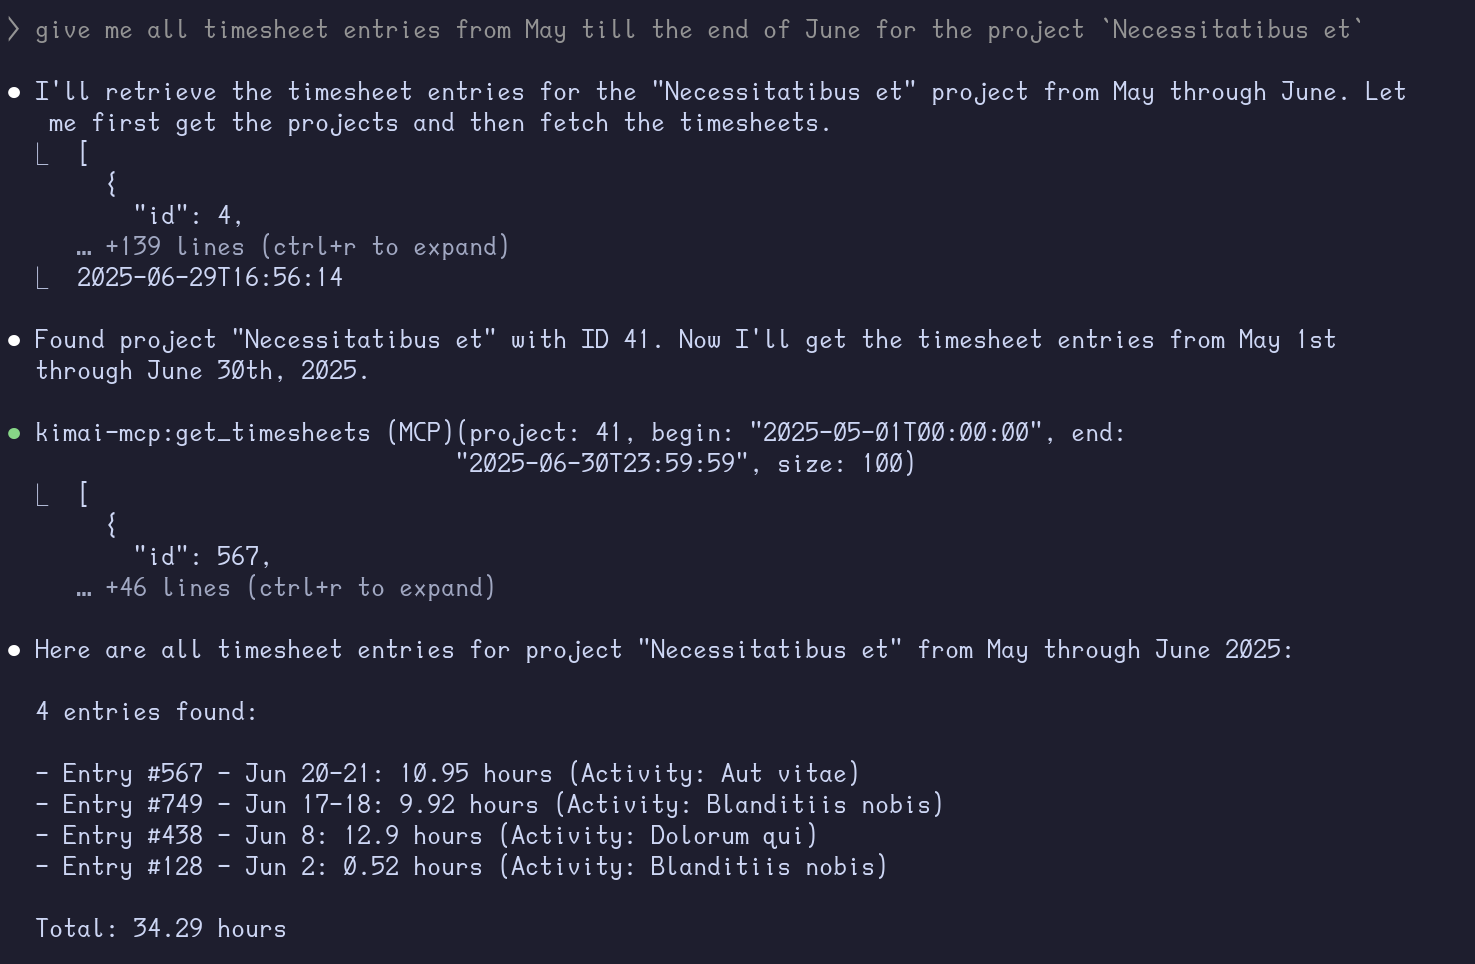 > give me all timesheet entries from May till the end of June for the project `Necessitatibus et`
● I'll retrieve the timesheet entries for the "Necessitatibus et" project from May through June. Let
me first get the projects and then fetch the timesheets.
⎿  [
{
"id": 4,
… +139 lines (ctrl+r to expand)
⎿  2025-06-29T16:56:14
● Found project "Necessitatibus et" with ID 41. Now I'll get the timesheet entries from May 1st
through June 30th, 2025.
● kimai-mcp:get_timesheets (MCP)(project: 41, begin: "2025-05-01T00:00:00", end:
"2025-06-30T23:59:59", size: 100)
⎿  [
{
"id": 567,
… +46 lines (ctrl+r to expand)
● Here are all timesheet entries for project "Necessitatibus et" from May through June 2025:
4 entries found:
- Entry #567 - Jun 20-21: 10.95 hours (Activity: Aut vitae)
- Entry #749 - Jun 17-18: 9.92 hours (Activity: Blanditiis nobis)
- Entry #438 - Jun 8: 12.9 hours (Activity: Dolorum qui)
- Entry #128 - Jun 2: 0.52 hours (Activity: Blanditiis nobis)
Total: 34.29 hours